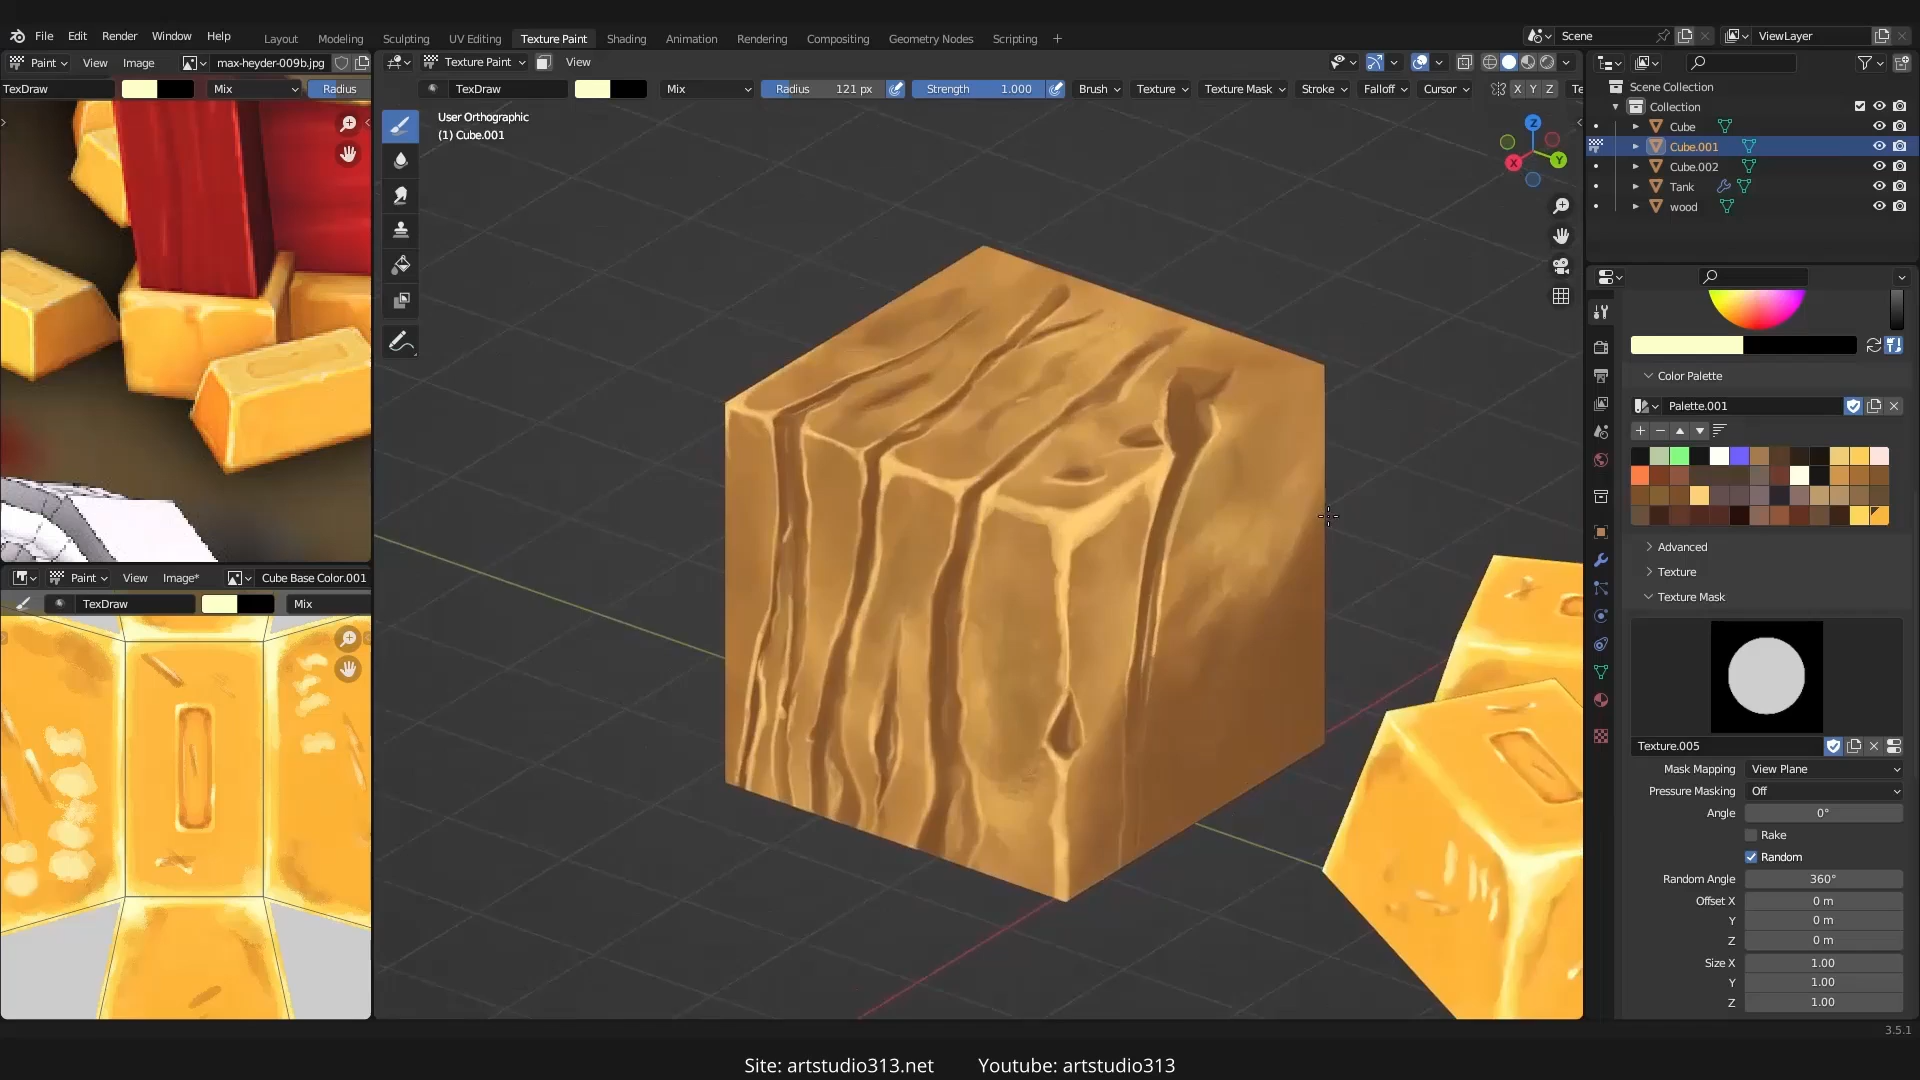 File Edit Render Window Help Layout Modeling Sculpting UV Editing Texture Paint Shading Animation Rendering Compositing Geometry Nodes Scripting + Scene ViewLayer
Paint View Image max-heyder-009b.jpg
Texture Paint View
TexDraw Mix Radius
TexDraw Mix Radius 121 px Strength 1.000 Brush Texture Texture Mask Stroke Falloff Cursor X Y Z Te
User Orthographic
(1) Cube.001
Z
X
Y
Scene Collection
Collection
Cube
Cube.001
Cube.002
Tank
wood
Color Palette
Palette.001
Advanced
Texture
Texture Mask
Texture.005
Mask Mapping View Plane
Pressure Masking Off
Angle 0°
Rake
Random
Random Angle 360°
Offset X 0 m
Y 0 m
Z 0 m
Size X 1.00
Y 1.00
Z 1.00
Paint View Image* Cube Base Color.001
TexDraw Mix
3.5.1
Site: artstudio313.net Youtube: artstudio313